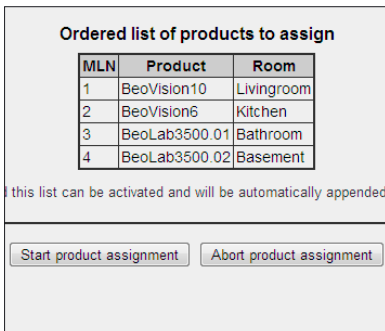 Ordered list of products to assign
MLN Product Room
1 BeoVision10 Livingroom
2 BeoVision6 Kitchen
3 BeoLab3500.01 Bathroom
4 BeoLab3500.02 Basement
this list can be activated and will be automatically appended
Start product assignment Abort product assignment